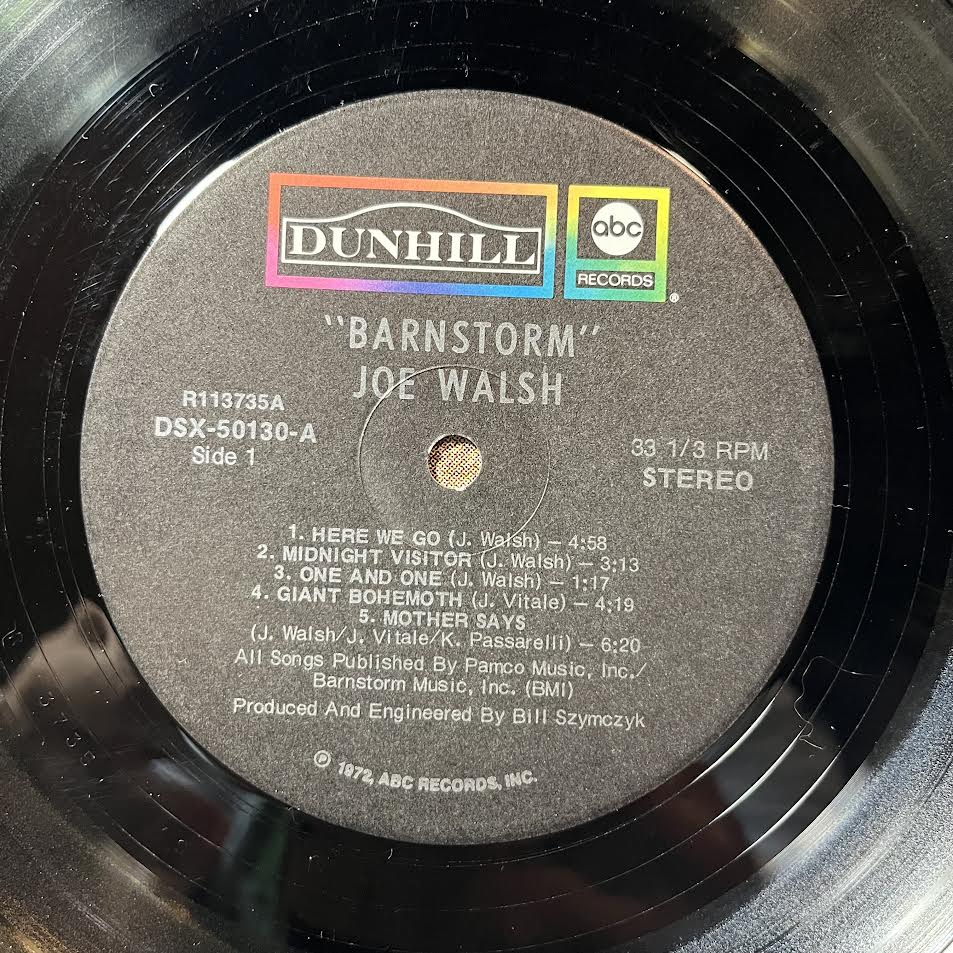 DUNHILL
abc
RECORDS
®
"BARNSTORM"
JOE WALSH
R113735A
DSX-50130-A
Side 1
33 1/3 RPM
STEREO
1. HERE WE GO (J. Walsh) — 4:58
2. MIDNIGHT VISITOR (J. Walsh) — 3:13
3. ONE AND ONE (J. Walsh) — 1:17
4. GIANT BOHEMOTH (J. Vitale) — 4:19
5. MOTHER SAYS
(J. Walsh/J. Vitale/K. Passarelli) — 6:20
All Songs Published By Pamco Music, Inc./
Barnstorm Music, Inc. (BMI)
Produced And Engineered By Bill Szymczyk
℗ 1972, ABC RECORDS, INC.